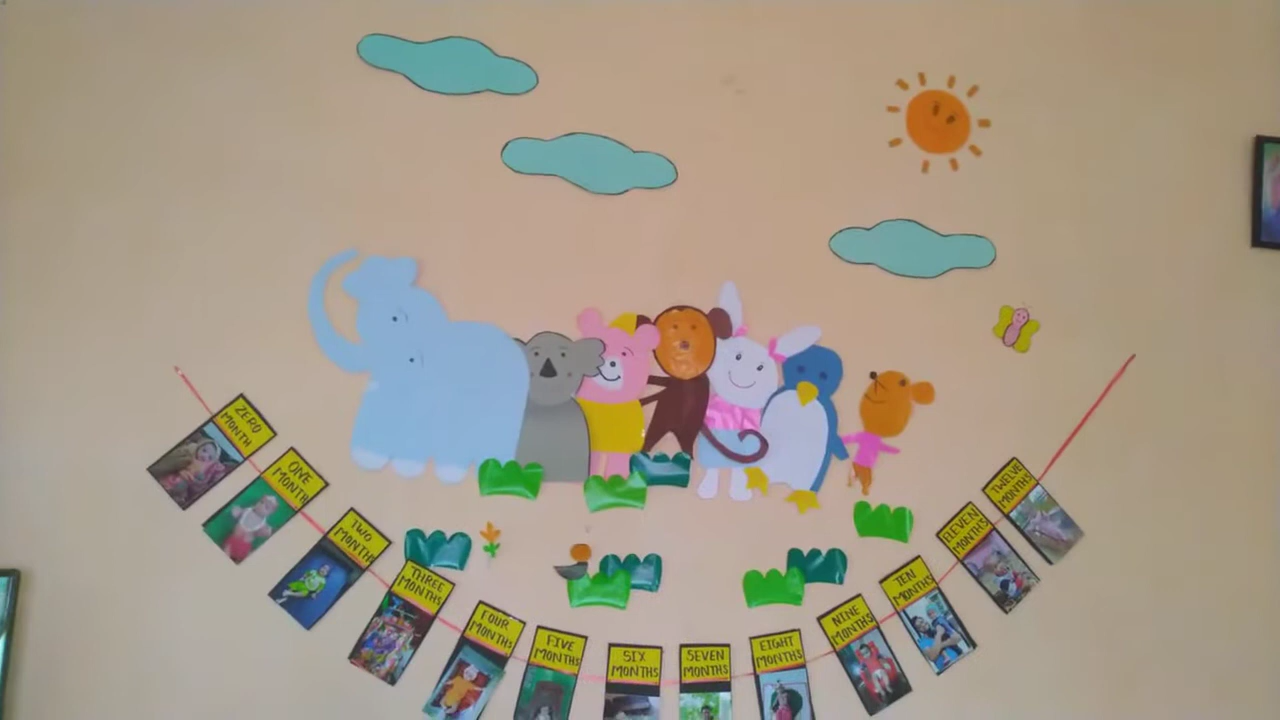 ZERO
MONTH
ONE
MONTH
TWO
MONTHS
THREE
MONTHS
FOUR
MONTHS
FIVE
MONTHS
SIX
MONTHS
SEVEN
MONTHS
EIGHT
MONTHS
NINE
MONTHS
TEN
MONTHS
ELEVEN
MONTHS
TWELVE
MONTHS